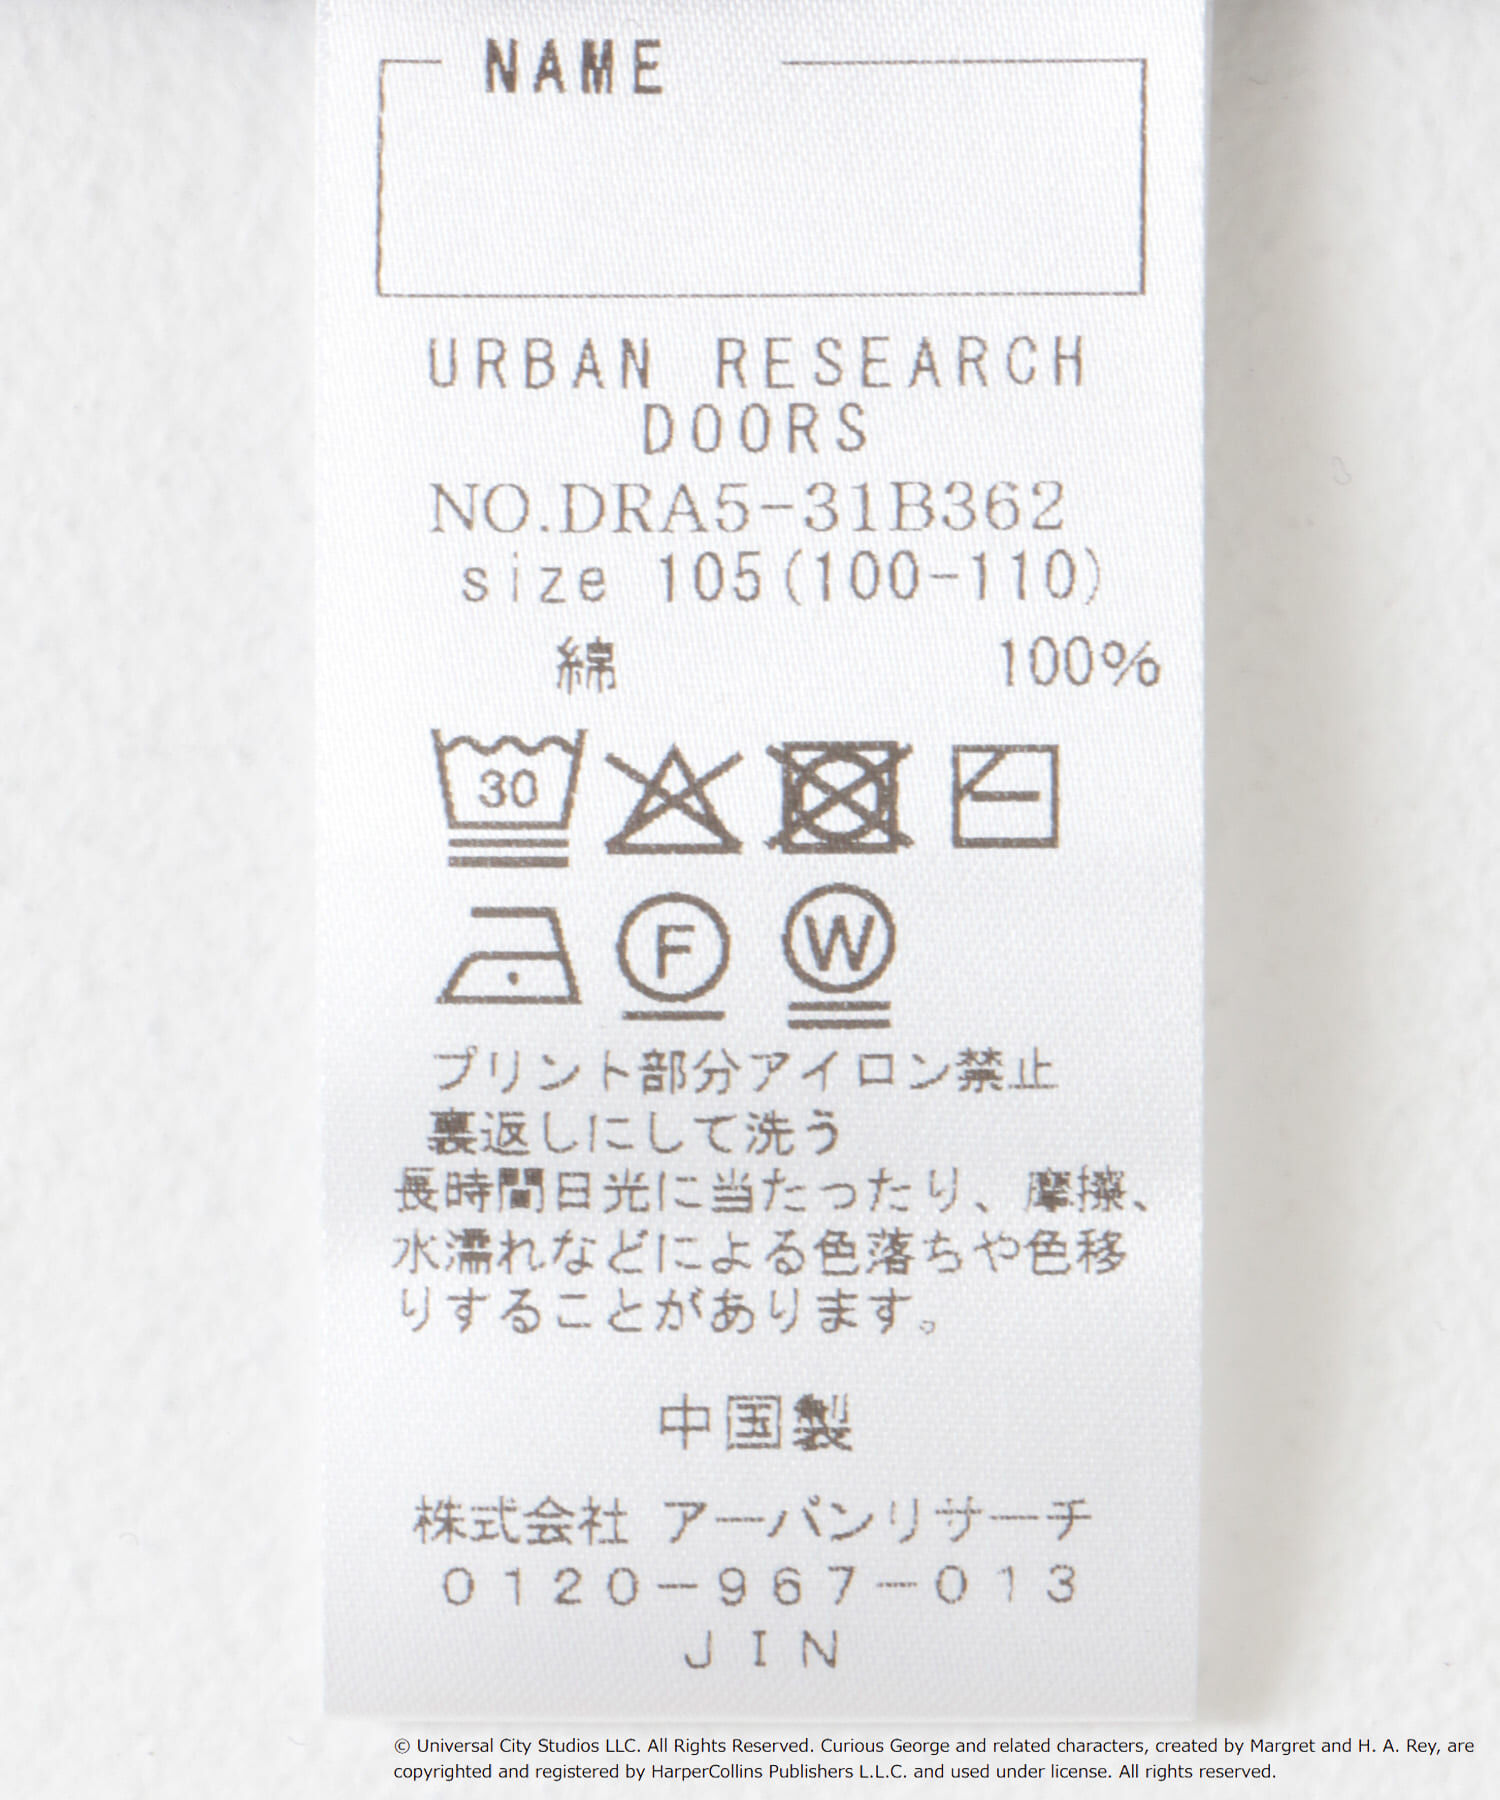 NAME
URBAN RESEARCH
DOORS
NO.DRA5-31B362
size 105(100-110)
綿 100%
30
F W
プリント部分アイロン禁止
裏返しにして洗う
長時間日光に当たったり、摩擦、
水濡れなどによる色落ちや色移
りすることがあります。
中国製
株式会社 アーバンリサーチ
0120-967-013
JIN
© Universal City Studios LLC. All Rights Reserved. Curious George and related characters, created by Margret and H. A. Rey, are
copyrighted and registered by HarperCollins Publishers L.L.C. and used under license. All rights reserved.